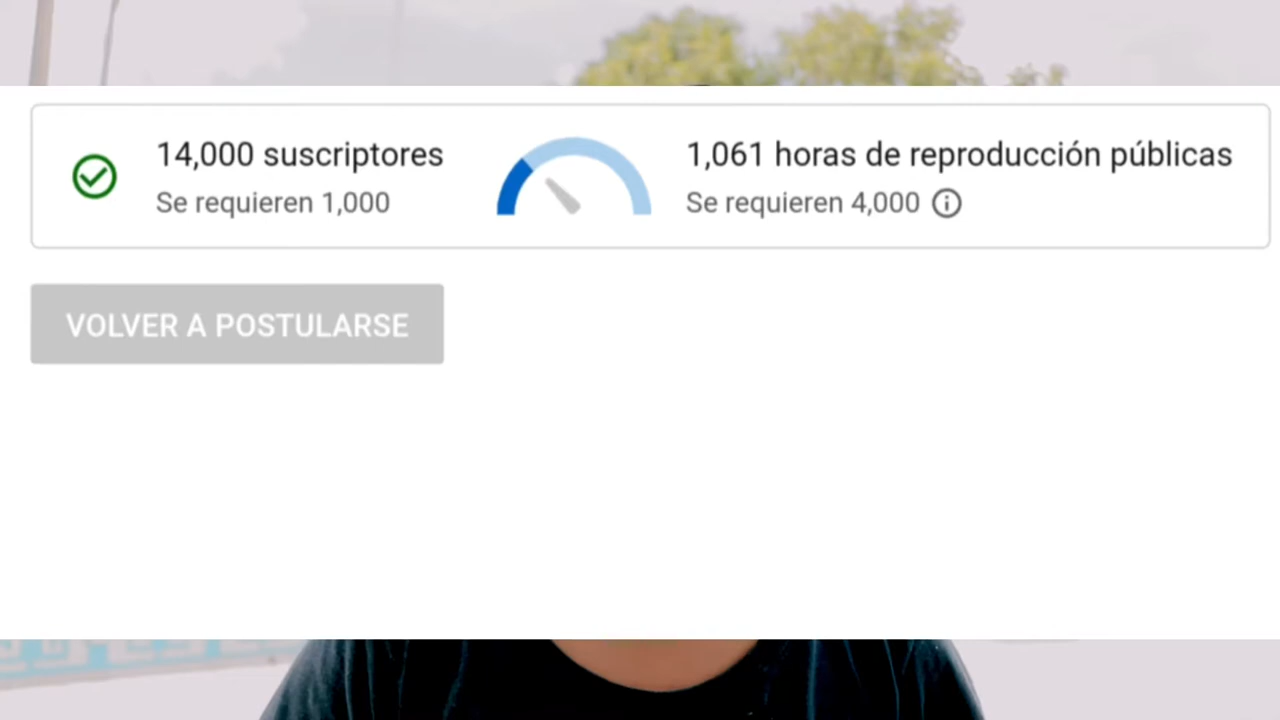 14,000 suscriptores
Se requieren 1,000
1,061 horas de reproducción públicas
Se requieren 4,000
VOLVER A POSTULARSE